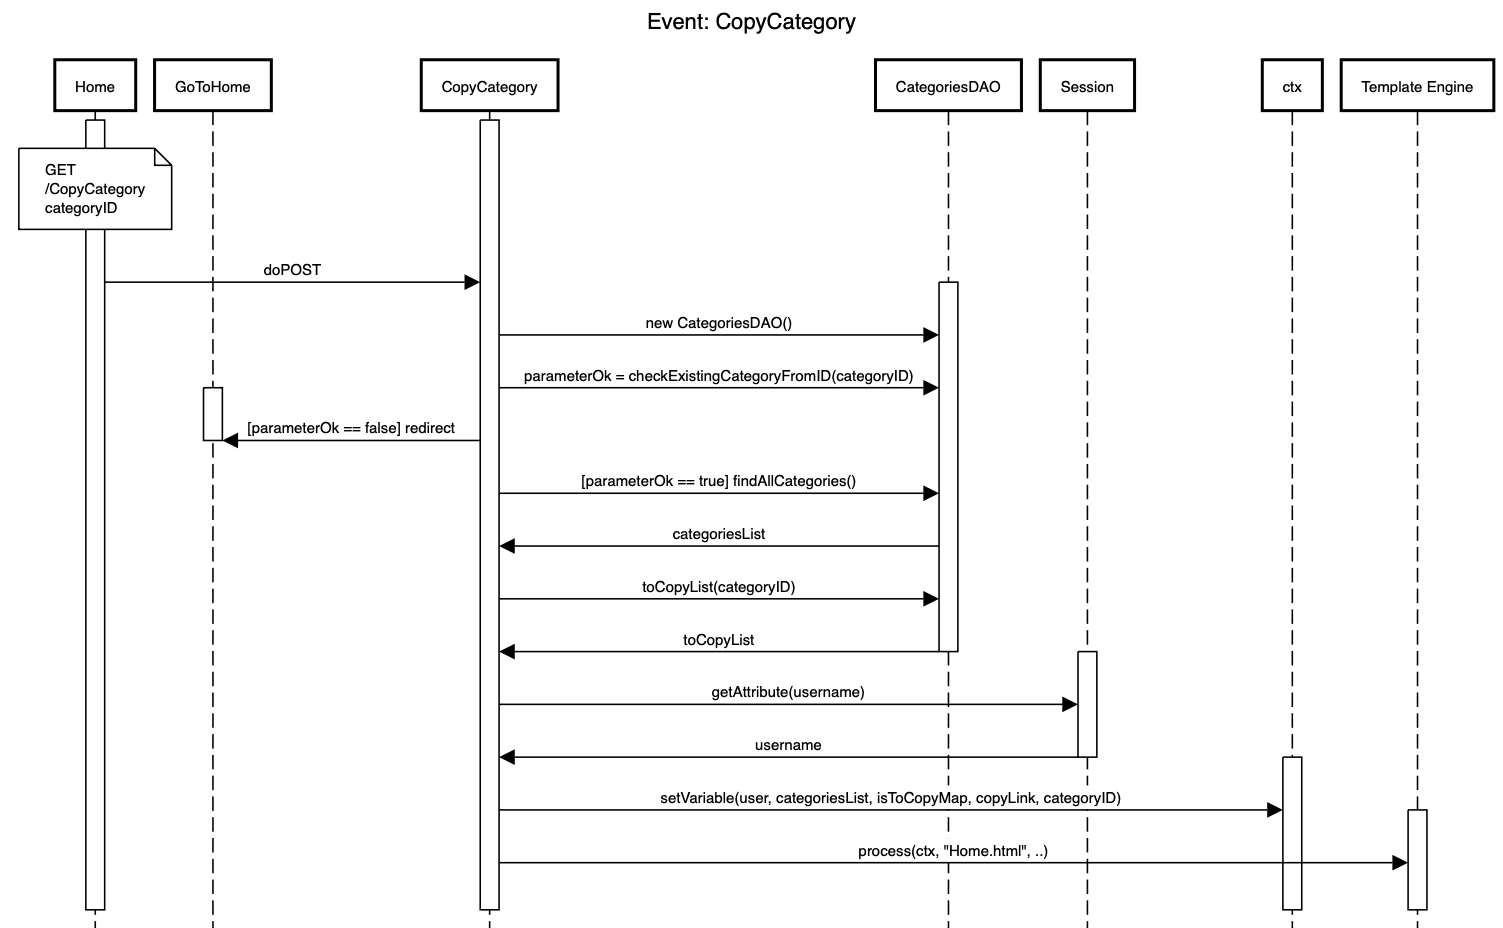 Event: CopyCategory
Home
GoToHome
CopyCategory
CategoriesDAO
Session
ctx
Template Engine
GET
/CopyCategory
categoryID
doPOST
new CategoriesDAO()
parameterOk = checkExistingCategoryFromID(categoryID)
[parameterOk == false] redirect
[parameterOk == true] findAllCategories()
categoriesList
toCopyList(categoryID)
toCopyList
getAttribute(username)
username
setVariable(user, categoriesList, isToCopyMap, copyLink, categoryID)
process(ctx, "Home.html", ..)